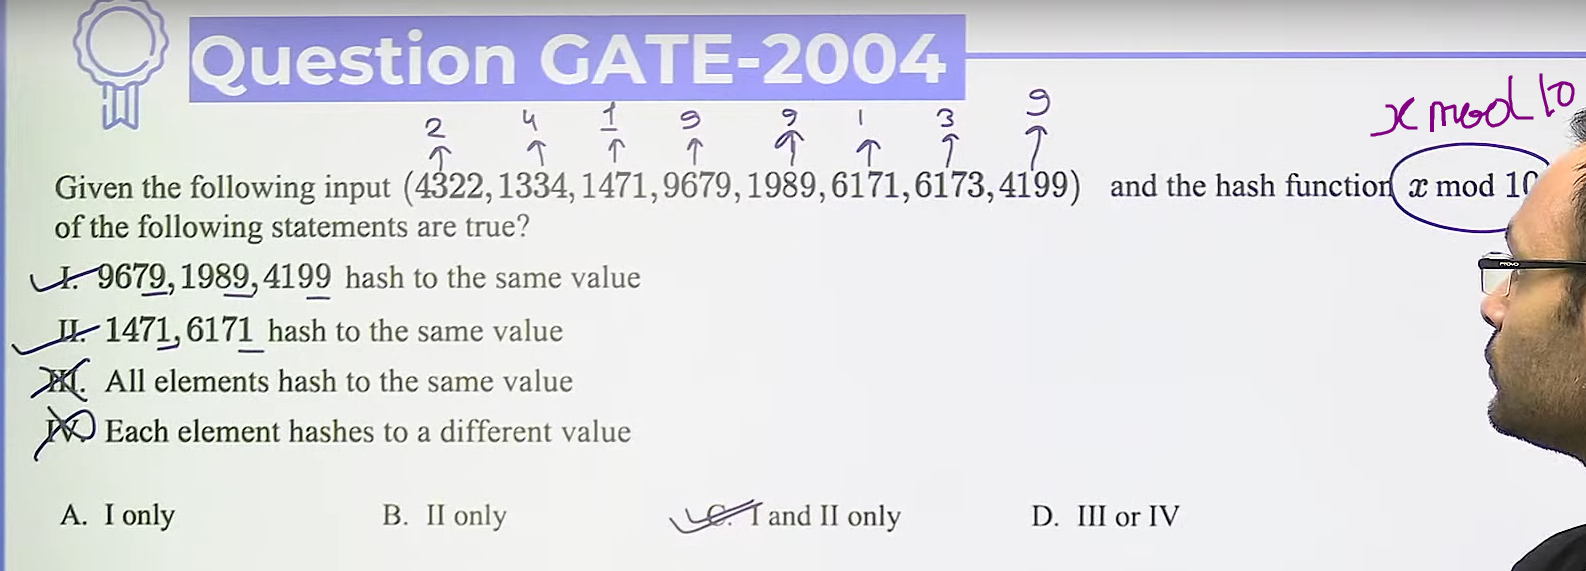 Question GATE-2004
2 4 1 9 9 1 3 9
x mod 10
Given the following input (4322, 1334, 1471, 9679, 1989, 6171, 6173, 4199) and the hash function x mod 10
of the following statements are true?
I. 9679, 1989, 4199 hash to the same value
II. 1471, 6171 hash to the same value
III. All elements hash to the same value
IV. Each element hashes to a different value
A. I only B. II only C. I and II only D. III or IV